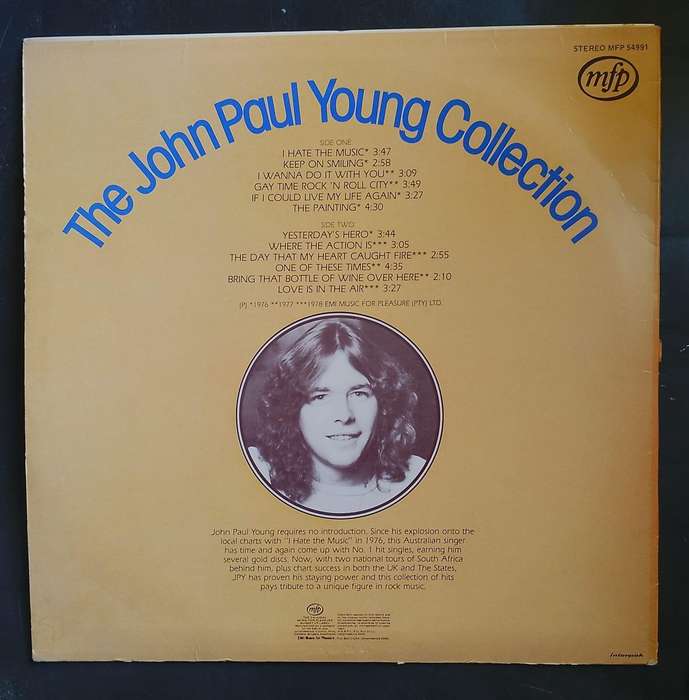 STEREO MFP 54991
mfp
The John Paul Young Collection
SIDE ONE
I HATE THE MUSIC* 3:47
KEEP ON SMILING* 2:58
I WANNA DO IT WITH YOU** 3:09
GAY TIME ROCK 'N ROLL CITY** 3:49
IF I COULD LIVE MY LIFE AGAIN* 3:27
THE PAINTING* 4:30
SIDE TWO
YESTERDAY'S HERO* 3:44
WHERE THE ACTION IS*** 3:05
THE DAY THAT MY HEART CAUGHT FIRE*** 2:55
ONE OF THESE TIMES** 4:35
BRING THAT BOTTLE OF WINE OVER HERE** 2:10
LOVE IS IN THE AIR*** 3:27
(P) *1976 **1977 ***1978 EMI MUSIC FOR PLEASURE (PTY) LTD.
John Paul Young requires no introduction. Since his explosion onto the
local charts with "I Hate the Music" in 1976, this Australian singer
has time and again come up with No. 1 hit singles, earning him
several gold discs. Now, with two national tours of South Africa
behind him, plus chart success in both the UK and The States,
JPY has proven his staying power and this collection of hits
pays tribute to a unique figure in rock music.
mfp
Interpak